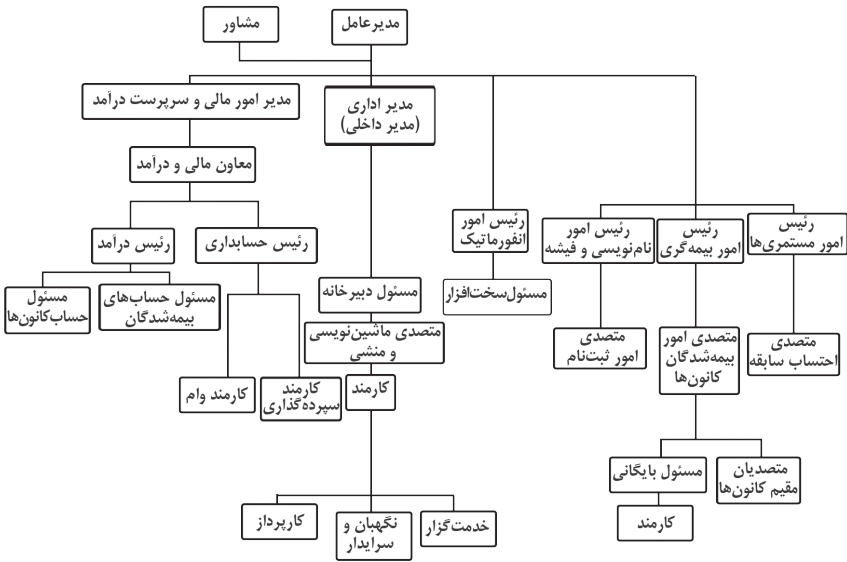 مدیرعامل
مشاور
مدیر امور مالی و سرپرست درآمد
مدیر اداری
(مدیر داخلی)
معاون مالی و درآمد
رئیس امور
انفورماتیک
رئیس امور
نام‌نویسی و فیشه
رئیس
امور بیمه‌گری
رئیس
امور مستمری‌ها
رئیس حسابداری
رئیس درآمد
مسئول دبیرخانه
مسئول سخت‌افزار
مسئول حساب‌های
بیمه‌شدگان
مسئول
حساب کانون‌ها
متصدی ماشین‌نویسی
و منشی
متصدی
امور ثبت‌نام
متصدی امور
بیمه‌شدگان
کانون‌ها
متصدی
احتساب سابقه
کارمند
کارمند
سپرده‌گذاری
کارمند وام
مسئول بایگانی
متصدیان
مقیم کانون‌ها
کارمند
خدمت‌گزار
نگهبان و
سرایدار
کارپرداز